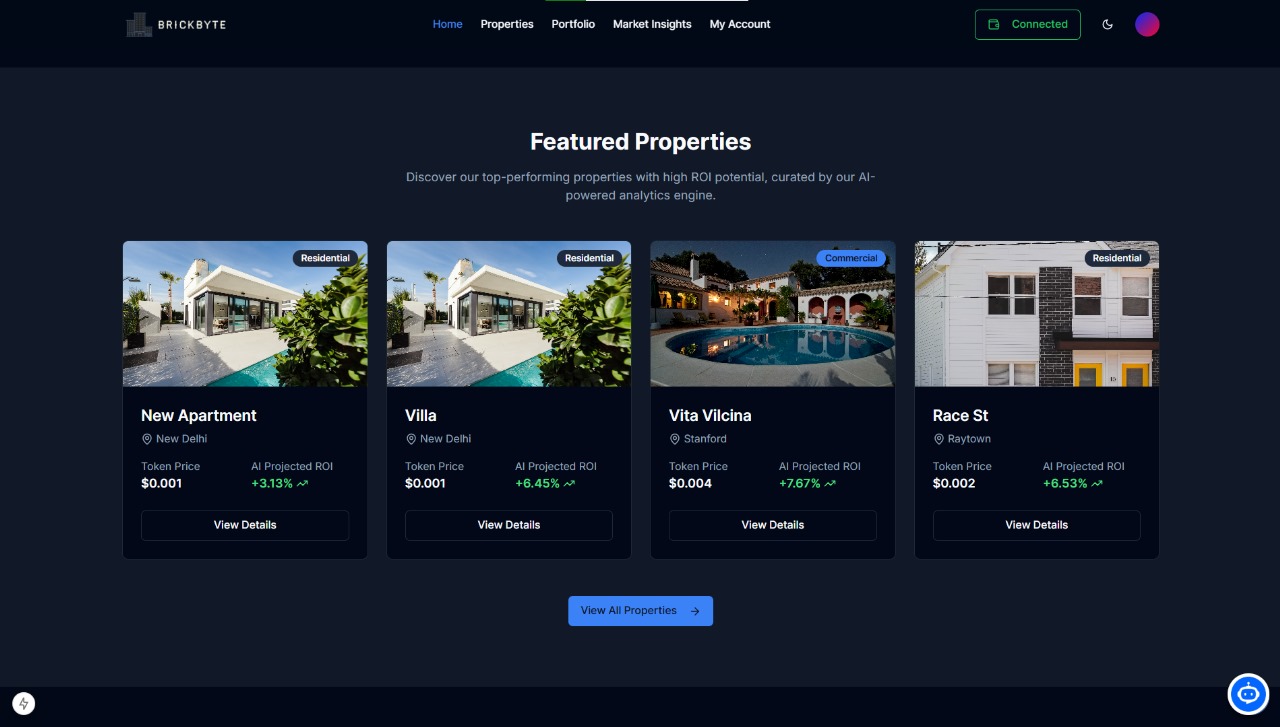 BRICKBYTE
Home Properties Portfolio Market Insights My Account
Connected
Featured Properties
Discover our top-performing properties with high ROI potential, curated by our AI-
powered analytics engine.
Residential
New Apartment
New Delhi
Token Price AI Projected ROI
$0.001 +3.13%
View Details
Residential
Villa
New Delhi
Token Price AI Projected ROI
$0.001 +6.45%
View Details
Commercial
Vita Vilcina
Stanford
Token Price AI Projected ROI
$0.004 +7.67%
View Details
Residential
Race St
Raytown
Token Price AI Projected ROI
$0.002 +6.53%
View Details
View All Properties